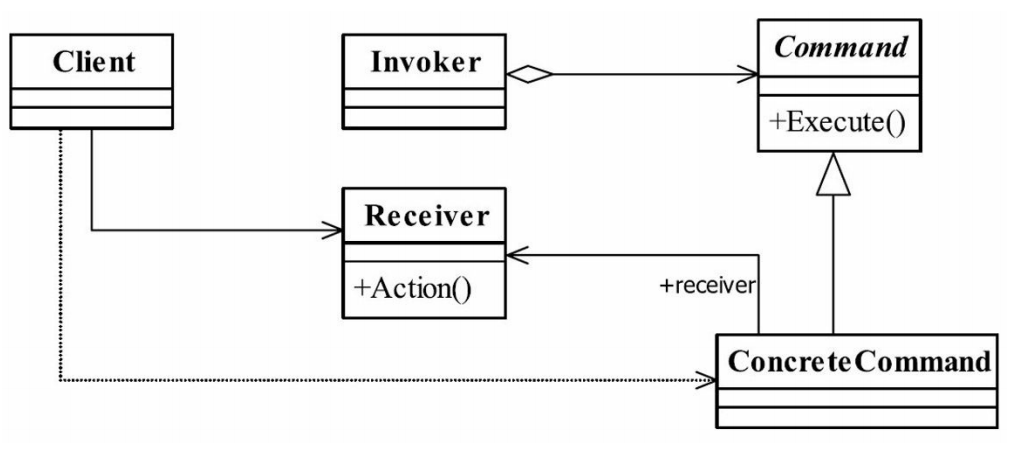 Client
Invoker
Command
+Execute()
Receiver
+Action()
+receiver
ConcreteCommand